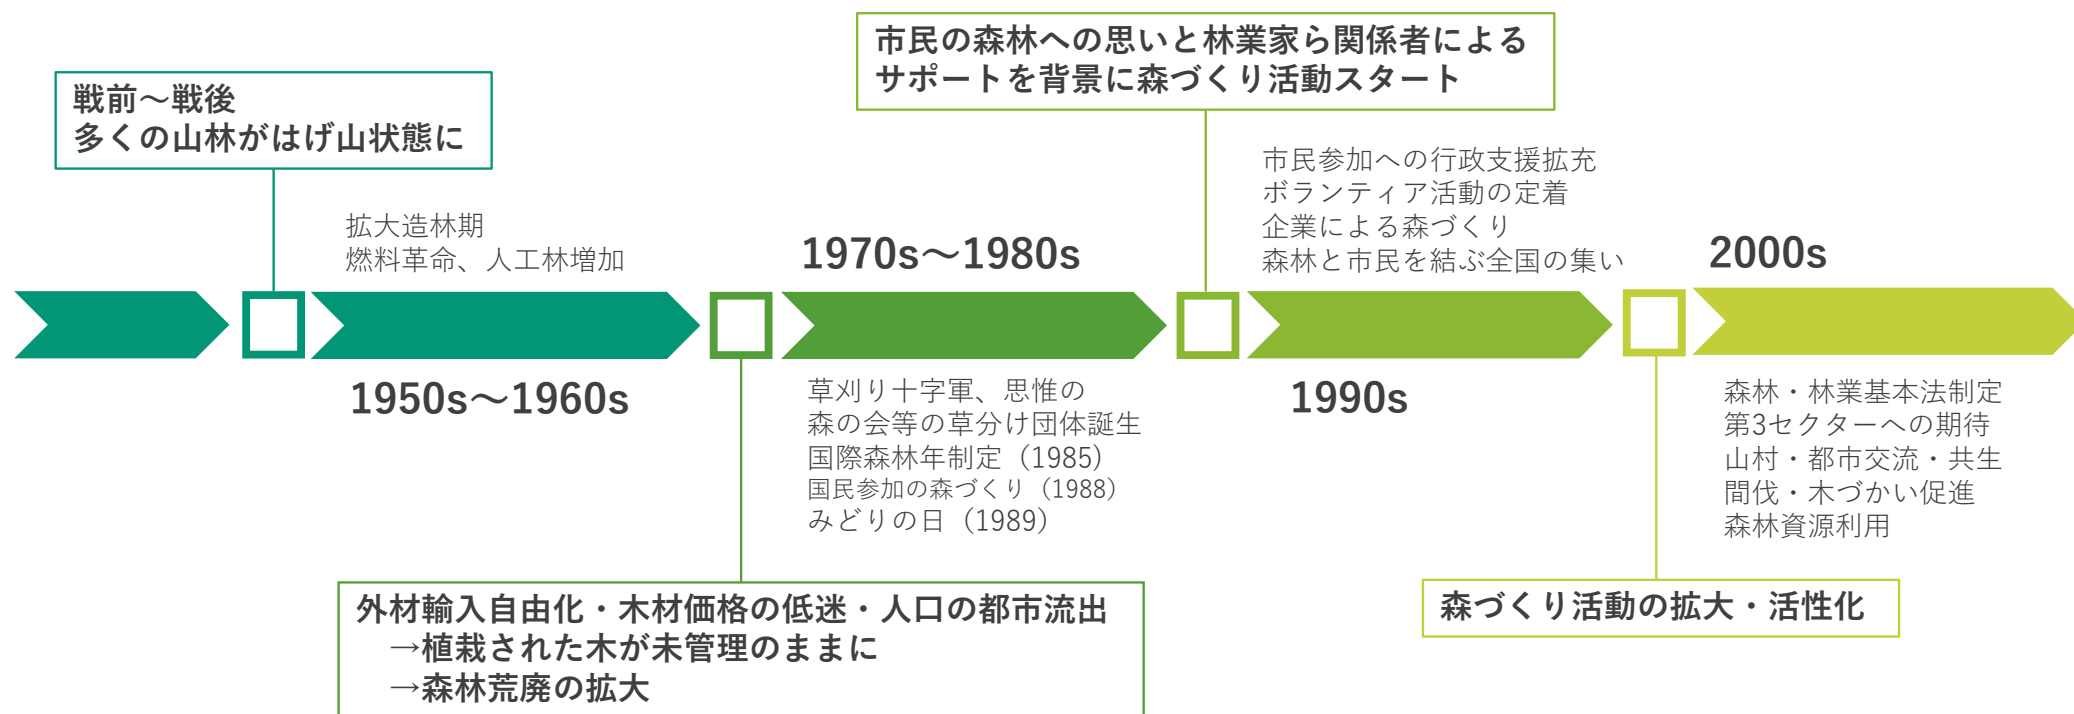 戦前～戦後
多くの山林がはげ山状態に
拡大造林期
燃料革命、人工林増加
1950s～1960s
外材輸入自由化・木材価格の低迷・人口の都市流出
→植栽された木が未管理のままに
→森林荒廃の拡大
1970s～1980s
草刈り十字軍、思惟の
森の会等の草分け団体誕生
国際森林年制定（1985）
国民参加の森づくり（1988）
みどりの日（1989）
市民の森林への思いと林業家ら関係者による
サポートを背景に森づくり活動スタート
市民参加への行政支援拡充
ボランティア活動の定着
企業による森づくり
森林と市民を結ぶ全国の集い
1990s
森づくり活動の拡大・活性化
2000s
森林・林業基本法制定
第3セクターへの期待
山村・都市交流・共生
間伐・木づかい促進
森林資源利用